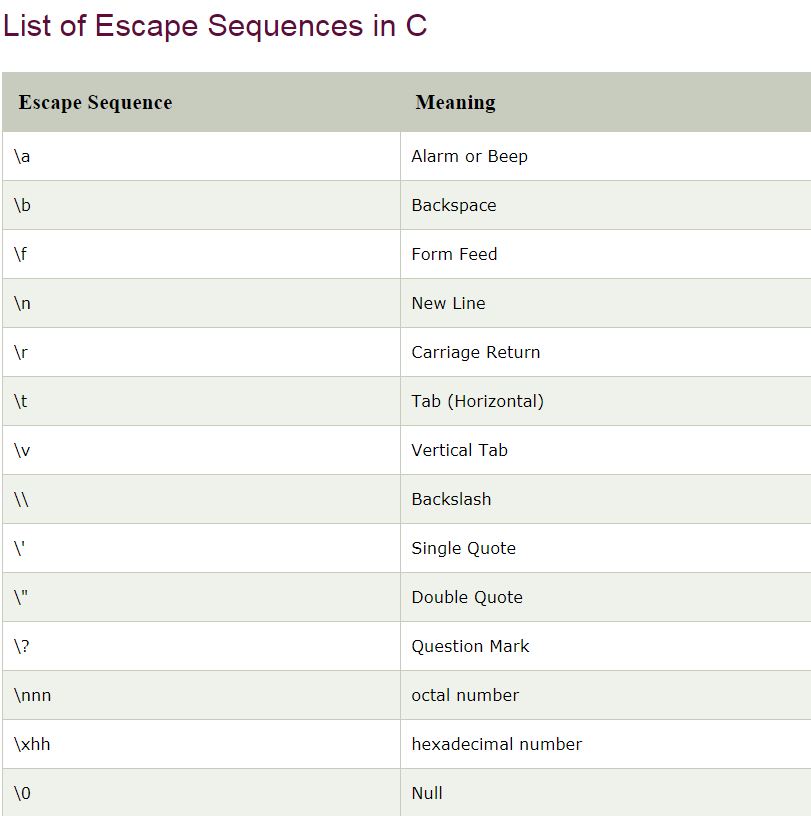 List of Escape Sequences in C
Escape Sequence Meaning
\a Alarm or Beep
\b Backspace
\f Form Feed
\n New Line
\r Carriage Return
\t Tab (Horizontal)
\v Vertical Tab
\\ Backslash
\' Single Quote
\" Double Quote
\? Question Mark
\nnn octal number
\xhh hexadecimal number
\0 Null